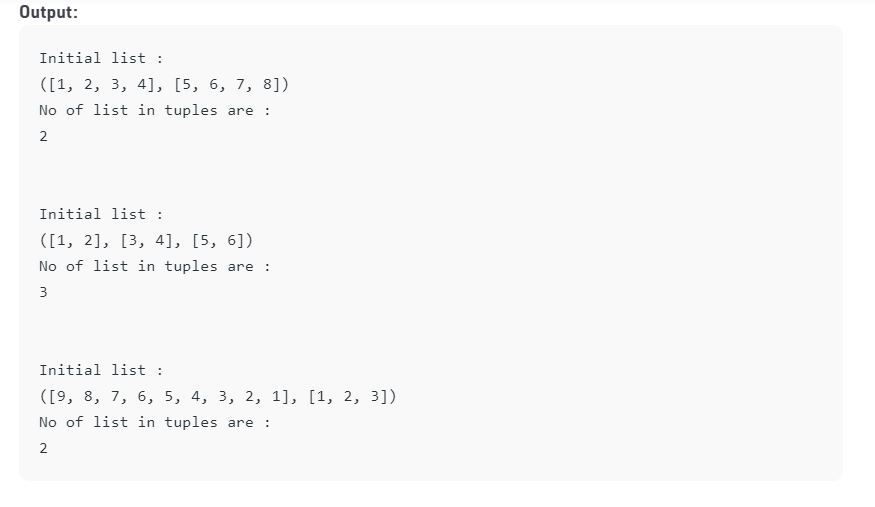 Output:
Initial list :
([1, 2, 3, 4], [5, 6, 7, 8])
No of list in tuples are :
2
Initial list :
([1, 2], [3, 4], [5, 6])
No of list in tuples are :
3
Initial list :
([9, 8, 7, 6, 5, 4, 3, 2, 1], [1, 2, 3])
No of list in tuples are :
2